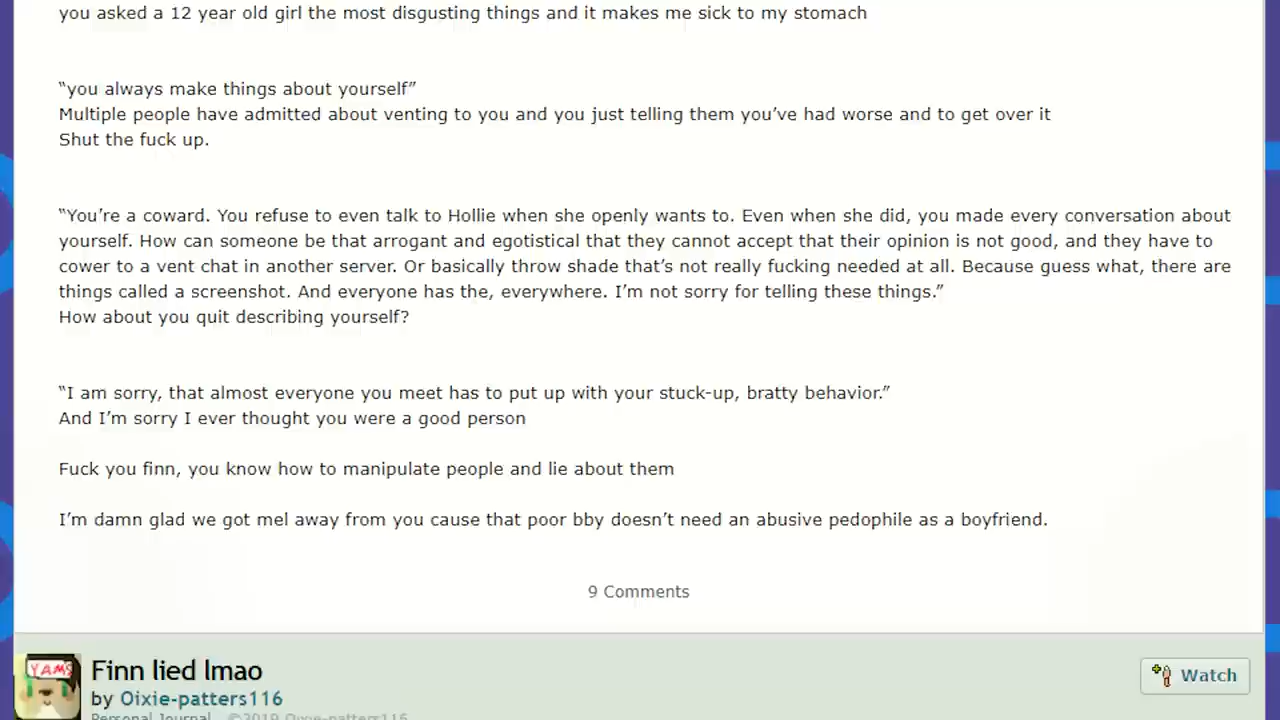 you asked a 12 year old girl the most disgusting things and it makes me sick to my stomach
“you always make things about yourself”
Multiple people have admitted about venting to you and you just telling them you’ve had worse and to get over it
Shut the fuck up.
“You’re a coward. You refuse to even talk to Hollie when she openly wants to. Even when she did, you made every conversation about
yourself. How can someone be that arrogant and egotistical that they cannot accept that their opinion is not good, and they have to
cower to a vent chat in another server. Or basically throw shade that’s not really fucking needed at all. Because guess what, there are
things called a screenshot. And everyone has the, everywhere. I’m not sorry for telling these things.”
How about you quit describing yourself?
“I am sorry, that almost everyone you meet has to put up with your stuck-up, bratty behavior.”
And I’m sorry I ever thought you were a good person
Fuck you finn, you know how to manipulate people and lie about them
I’m damn glad we got mel away from you cause that poor bby doesn’t need an abusive pedophile as a boyfriend.
9 Comments
YAMS
Finn lied lmao
Watch
by Oixie-patters116
Personal Journal ©2019 Oixie-patters116